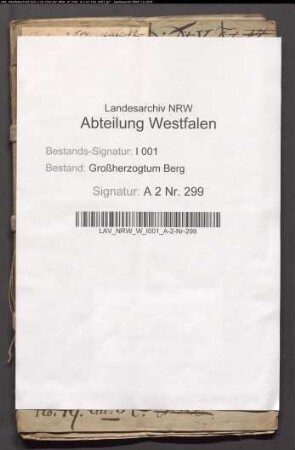 Landesarchiv NRW
Abteilung Westfalen
Bestands-Signatur: I 001
Bestand: Großherzogtum Berg
Signatur: A 2 Nr. 299
LAV_NRW_W_I001_A-2-Nr-299